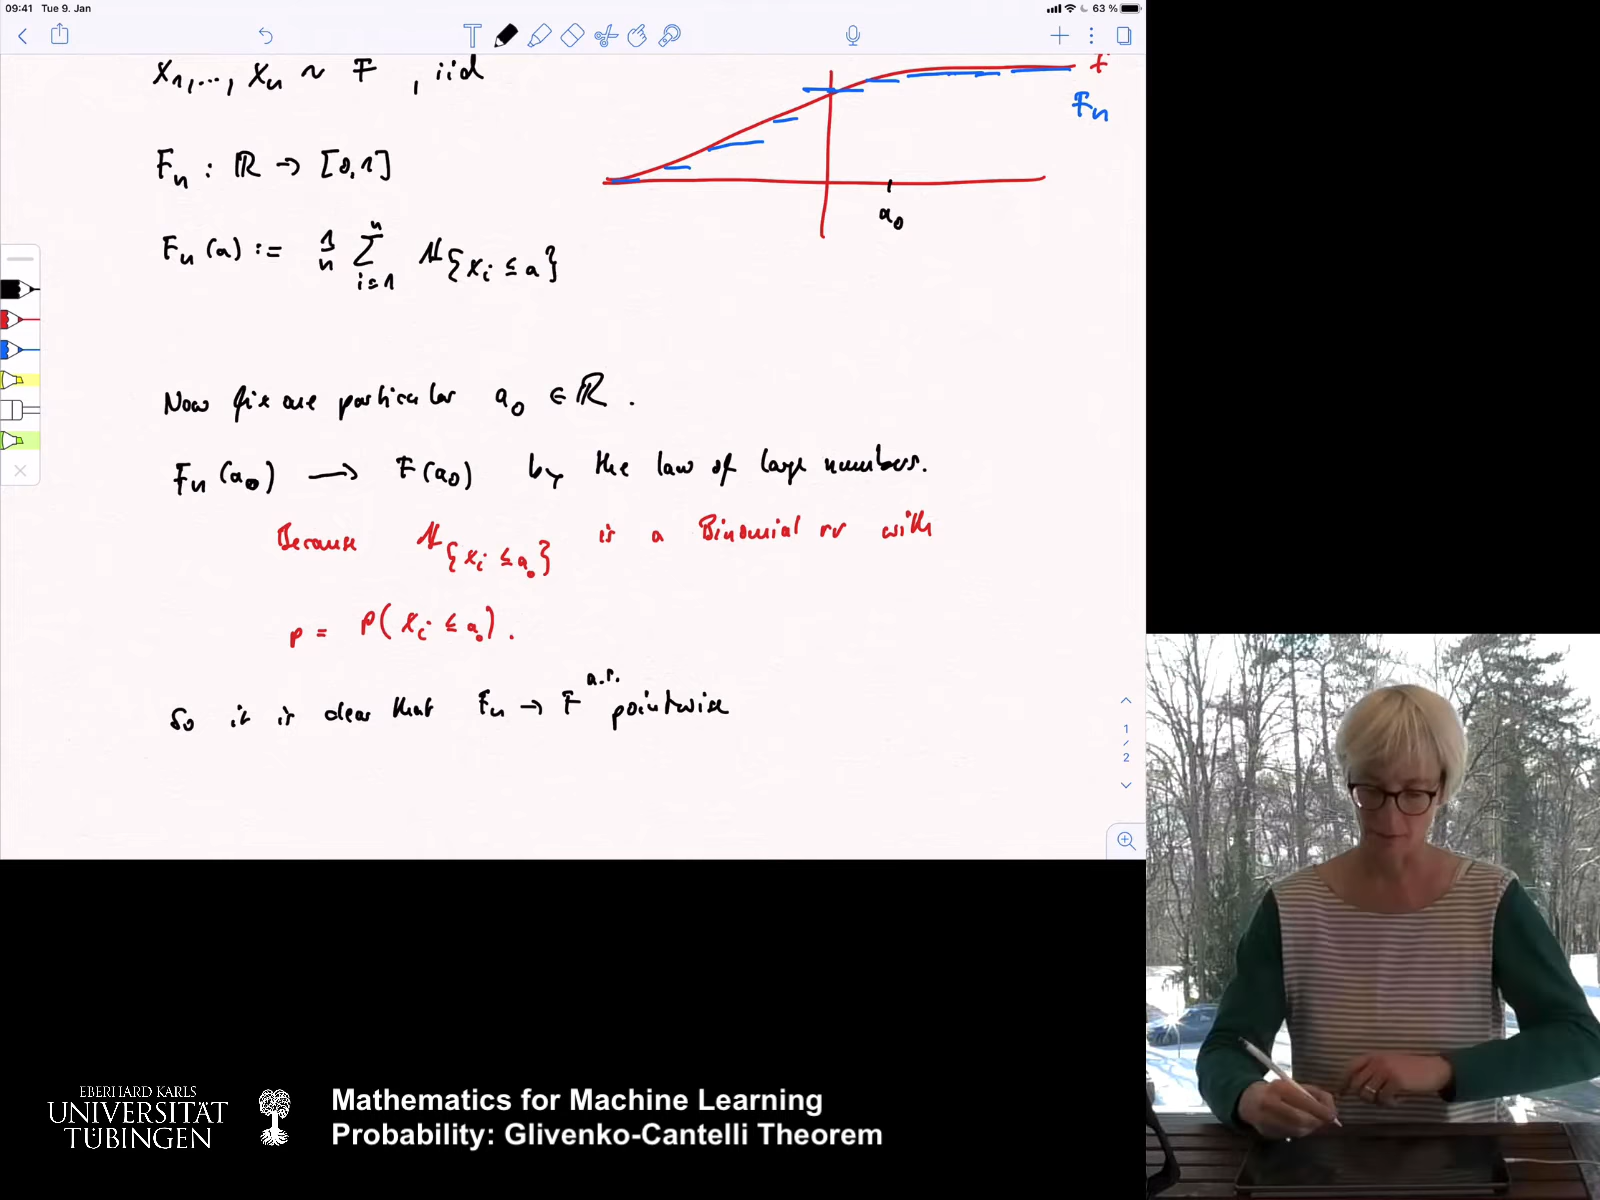 09:41 Tue 9. Jan
63 %
X₁,..., Xₙ ~ F , iid
F
Fₙ
Fₙ : ℝ → [0,1]
a₀
Fₙ(a) := 1/n ∑ᵢ₌₁ⁿ 𝟙{Xᵢ ≤ a}
Now fix one particular a₀ ∈ ℝ .
Fₙ(a₀) → F(a₀) by the law of large numbers.
Because 𝟙{Xᵢ ≤ a₀} is a Binomial rv with
p = P(Xᵢ ≤ a₀).
So it is clear that Fₙ → F a.s. pointwise
1
/
2
EBERHARD KARLS
UNIVERSITÄT
TÜBINGEN
Mathematics for Machine Learning
Probability: Glivenko-Cantelli Theorem